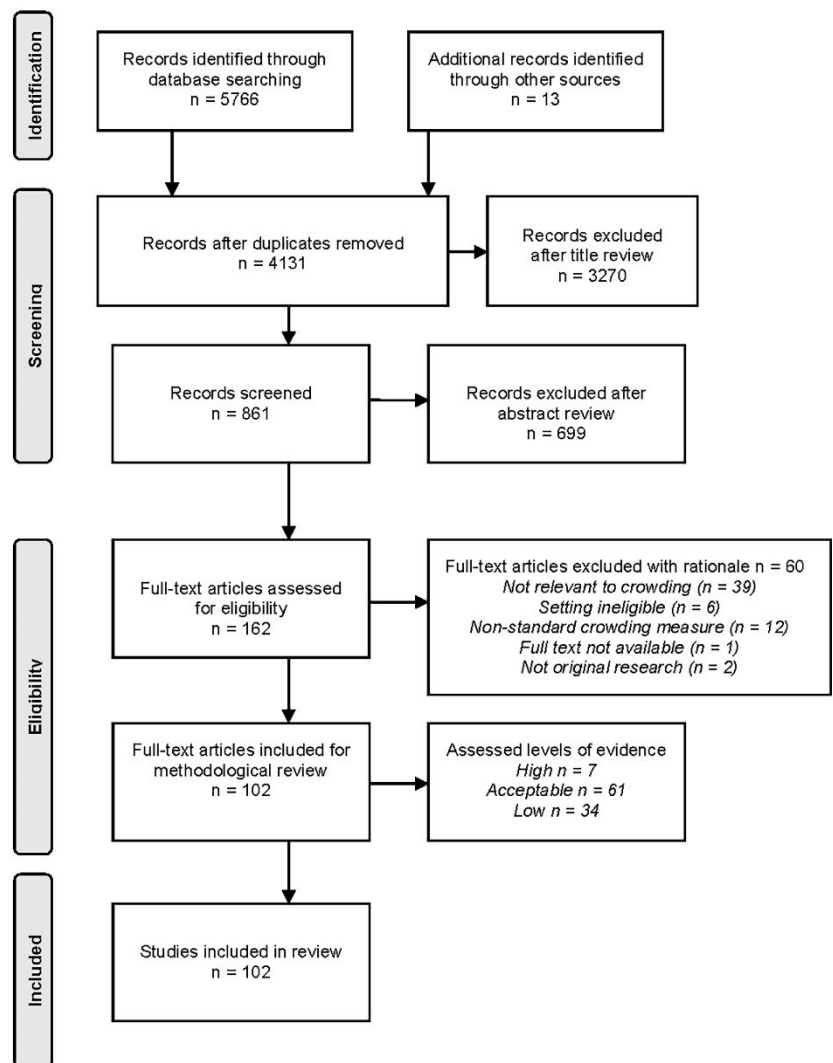 Identification
Records identified through
database searching
n = 5766
Additional records identified
through other sources
n = 13
Screening
Records after duplicates removed
n = 4131
Records excluded
after title review
n = 3270
Records screened
n = 861
Records excluded after
abstract review
n = 699
Eligibility
Full-text articles assessed
for eligibility
n = 162
Full-text articles excluded with rationale n = 60
Not relevant to crowding (n = 39)
Setting ineligible (n = 6)
Non-standard crowding measure (n = 12)
Full text not available (n = 1)
Not original research (n = 2)
Full-text articles included for
methodological review
n = 102
Assessed levels of evidence
High n = 7
Acceptable n = 61
Low n = 34
Included
Studies included in review
n = 102